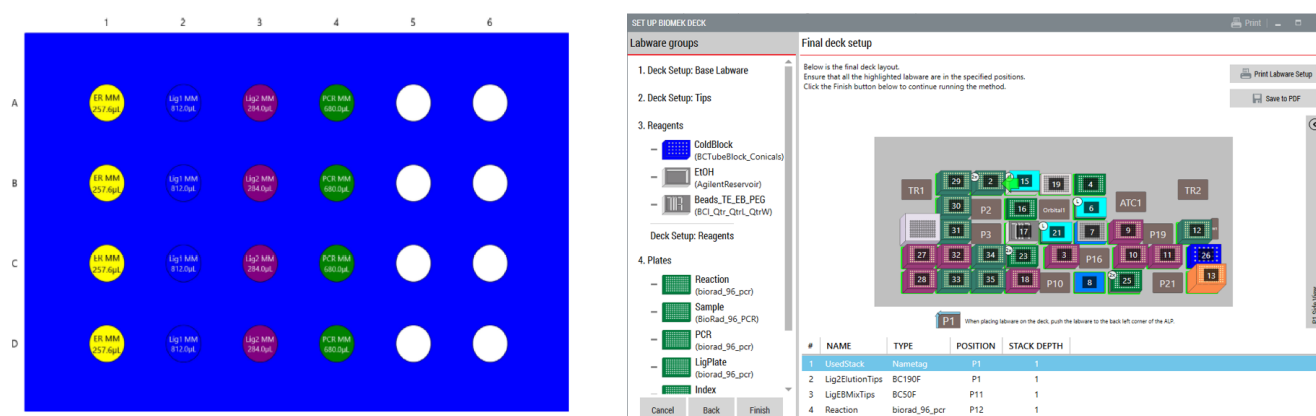 1 2 3 4 5 6
A
ER MM Lig1 MM Lig2 MM PCR MM
257.6µL 812.0µL 284.0µL 680.0µL
B
ER MM Lig1 MM Lig2 MM PCR MM
257.6µL 812.0µL 284.0µL 680.0µL
C
ER MM Lig1 MM Lig2 MM PCR MM
257.6µL 812.0µL 284.0µL 680.0µL
D
ER MM Lig1 MM Lig2 MM PCR MM
257.6µL 812.0µL 284.0µL 680.0µL
SET UP BIOMEK DECK
Print
Labware groups
1. Deck Setup: Base Labware
2. Deck Setup: Tips
3. Reagents
ColdBlock
(BCTubeBlock_Conicals)
EtOH
(AgilentReservoir)
Beads_TE_EB_PEG
(BCI_Qtr_QtrL_QtrW)
Deck Setup: Reagents
4. Plates
Reaction
(biorad_96_pcr)
Sample
(BioRad_96_PCR)
PCR
(biorad_96_pcr)
LigPlate
(biorad_96_pcr)
Index
Cancel Back Finish
Final deck setup
Below is the final deck layout.
Ensure that all the highlighted labware are in the specified positions.
Click the Finish button below to continue running the method.
Print Labware Setup
Save to PDF
TR1 29 2 15 19 4 TR2
30 P2 16 Orbital1 6 ATC1
31 P3 17 21 7 9 P19 12
27 32 34 23 3 P16 10 11 26
28 33 35 18 P10 8 25 P21 13
P1 When placing labware on the deck, push the labware to the back left corner of the ALP.
P1 Side View
# NAME TYPE POSITION STACK DEPTH
1 UsedStack Nametag P1 1
2 Lig2ElutionTips BC190F P1 1
3 LigEBMixTips BC50F P11 1
4 Reaction biorad_96_pcr P12 1